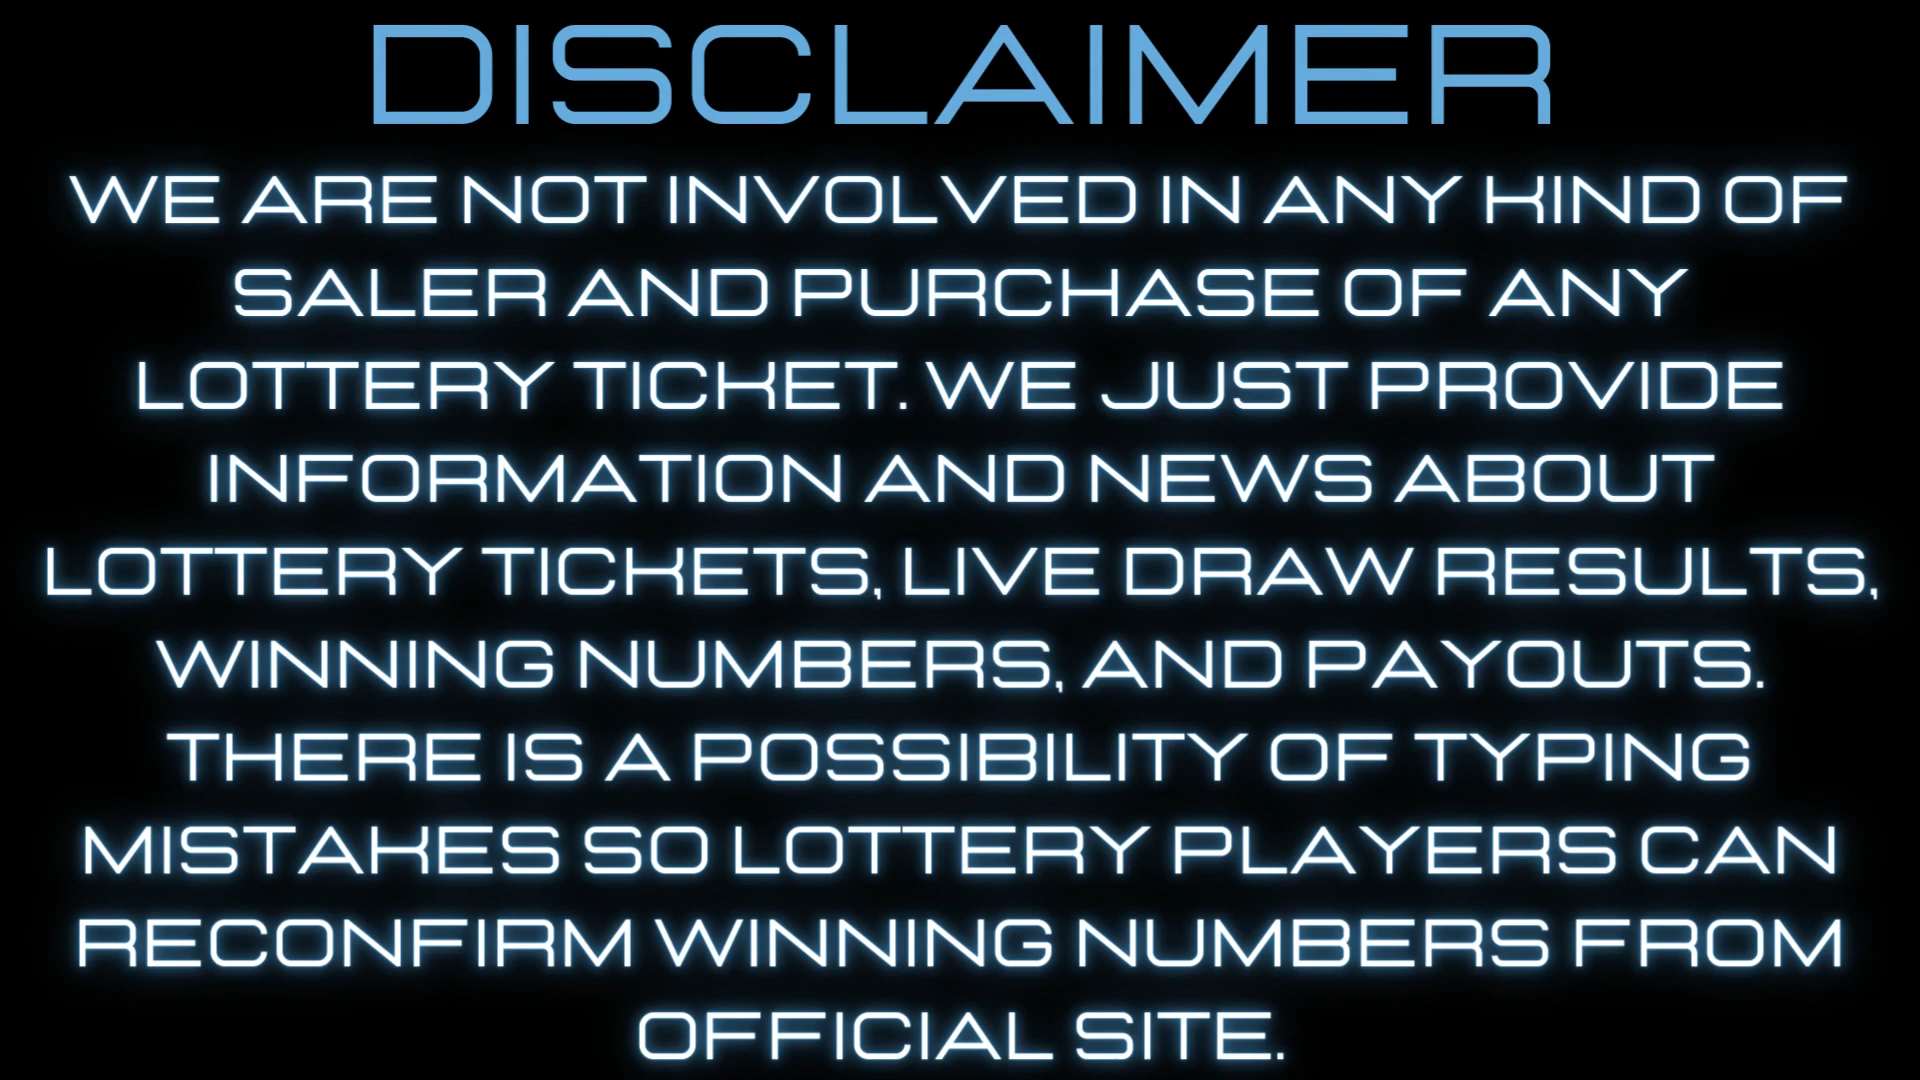 DISCLAIMER
WE ARE NOT INVOLVED IN ANY KIND OF
SALER AND PURCHASE OF ANY
LOTTERY TICKET. WE JUST PROVIDE
INFORMATION AND NEWS ABOUT
LOTTERY TICKETS, LIVE DRAW RESULTS,
WINNING NUMBERS, AND PAYOUTS.
THERE IS A POSSIBILITY OF TYPING
MISTAKES SO LOTTERY PLAYERS CAN
RECONFIRM WINNING NUMBERS FROM
OFFICIAL SITE.